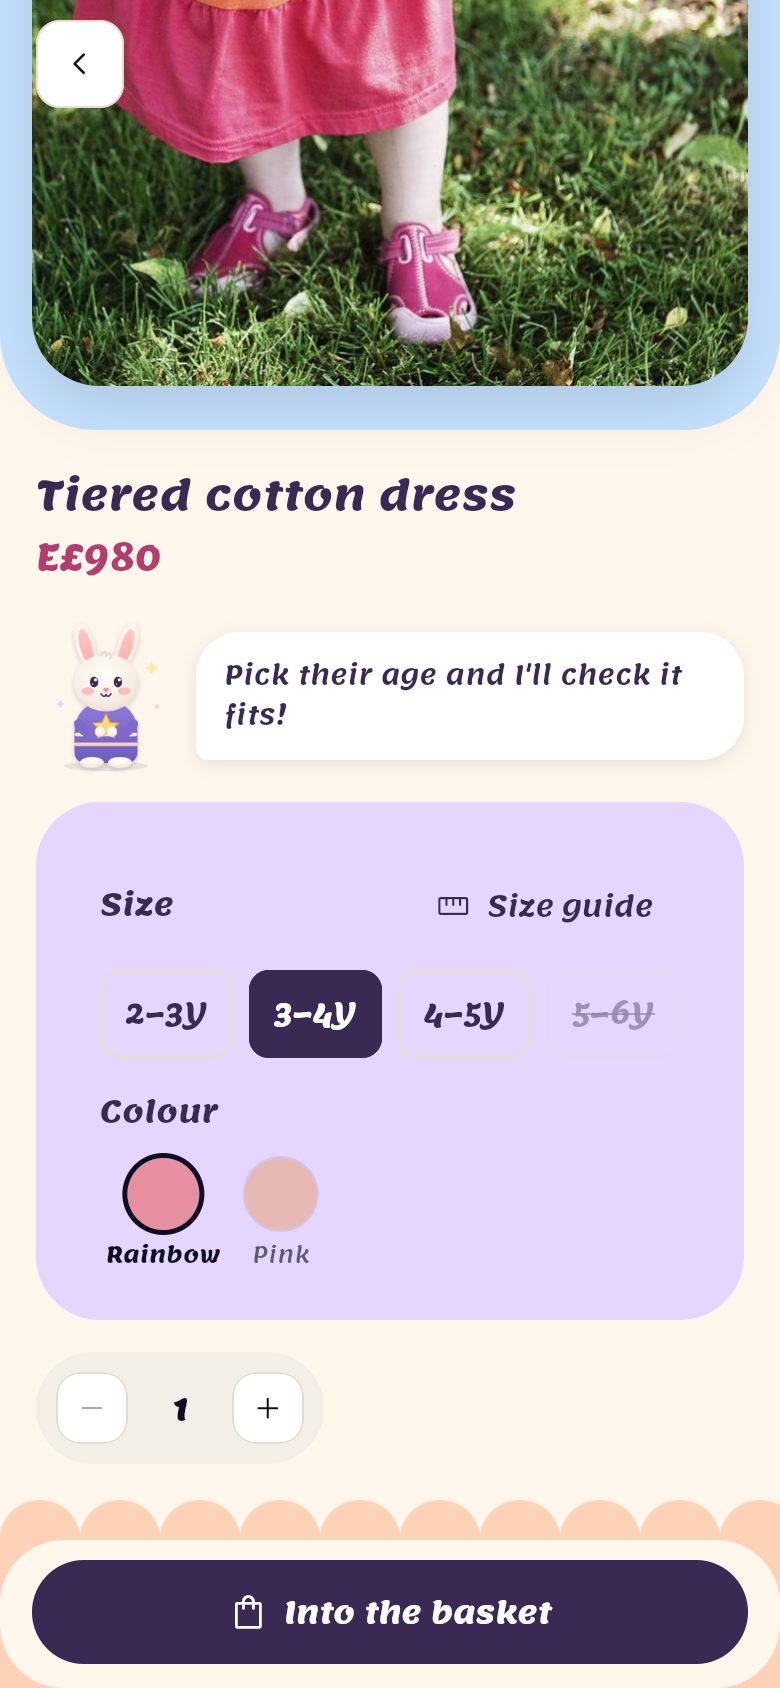 Tiered cotton dress
E£980
Pick their age and I'll check it
fits!
Size
Size guide
2–3Y
3–4Y
4–5Y
5–6Y
Colour
Rainbow
Pink
1
Into the basket